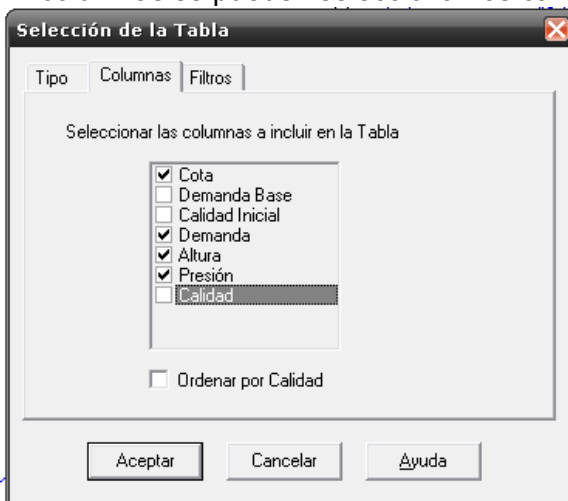 Selección de la Tabla
Tipo Columnas Filtros
Seleccionar las columnas a incluir en la Tabla
Cota
Demanda Base
Calidad Inicial
Demanda
Altura
Presión
Calidad
Ordenar por Calidad
Aceptar Cancelar Ayuda